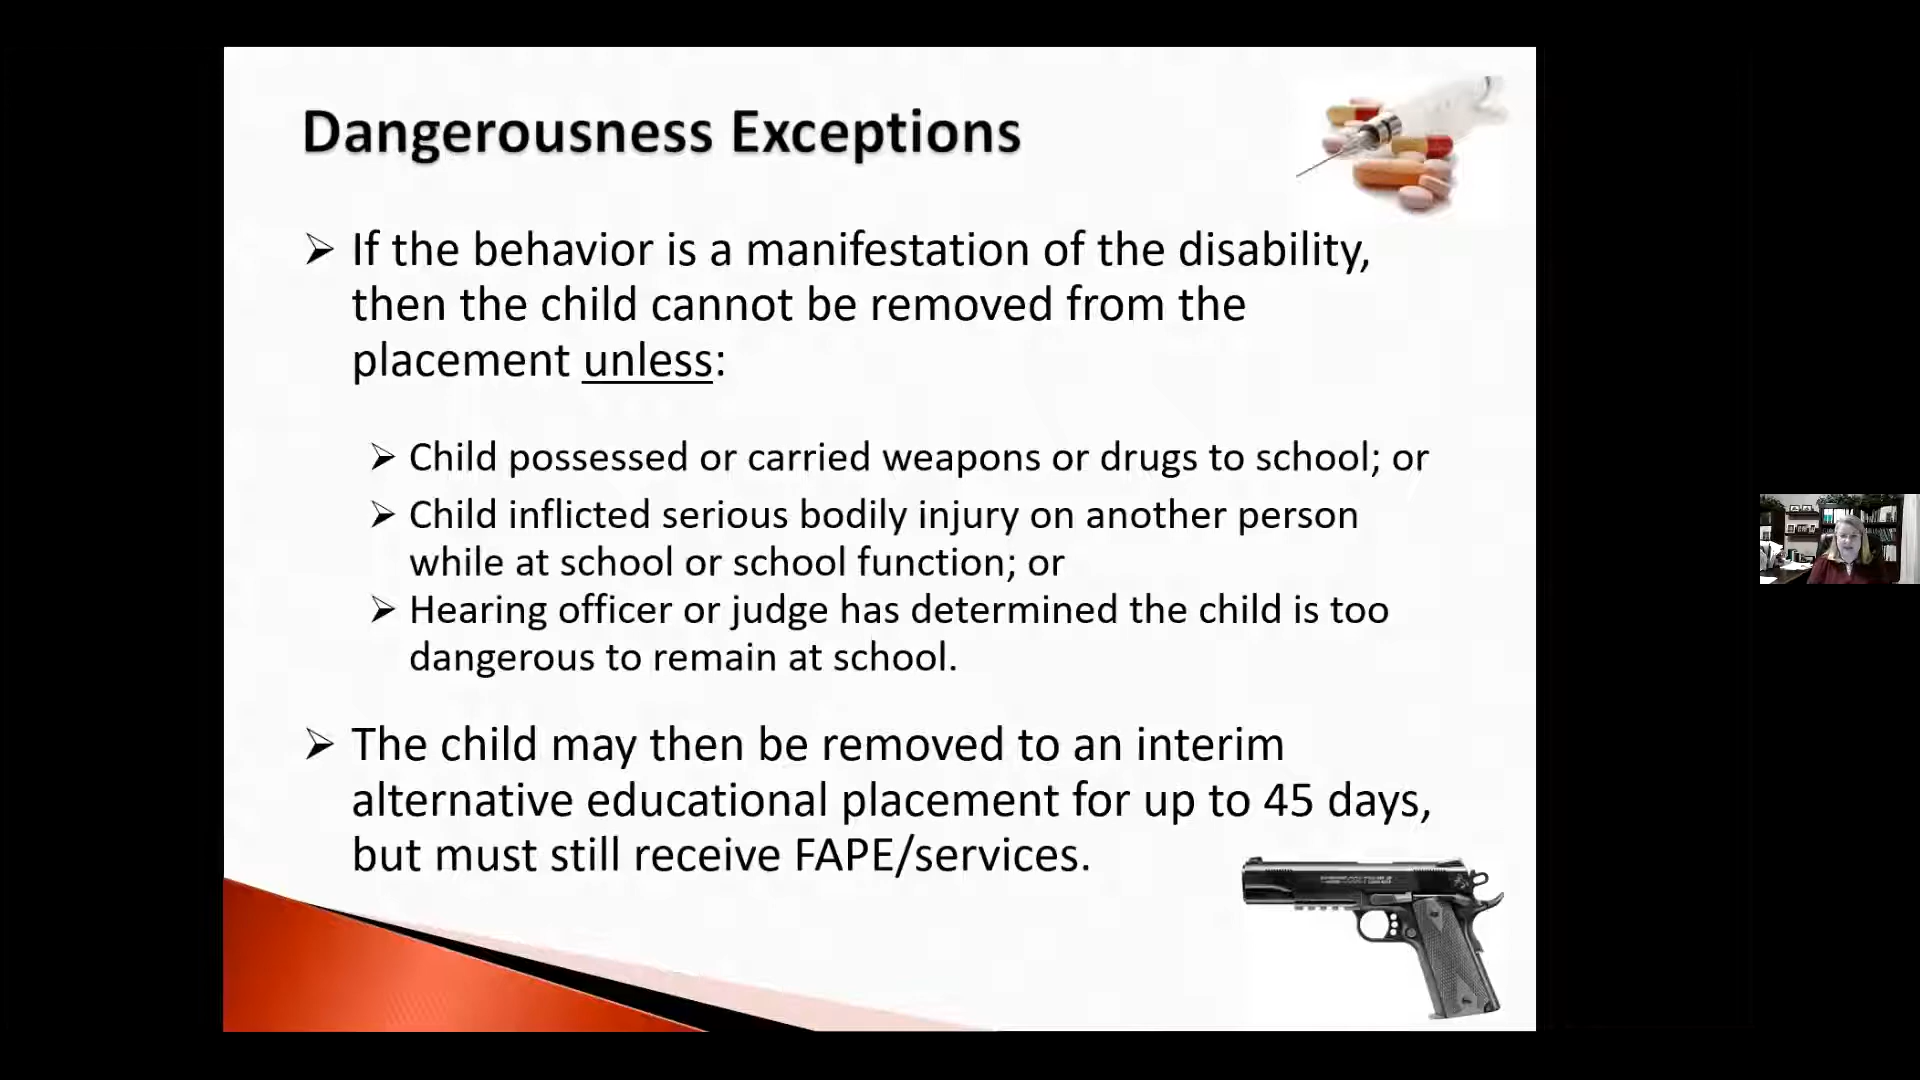 Dangerousness Exceptions
If the behavior is a manifestation of the disability,
then the child cannot be removed from the
placement unless:
Child possessed or carried weapons or drugs to school; or
Child inflicted serious bodily injury on another person
while at school or school function; or
Hearing officer or judge has determined the child is too
dangerous to remain at school.
The child may then be removed to an interim
alternative educational placement for up to 45 days,
but must still receive FAPE/services.